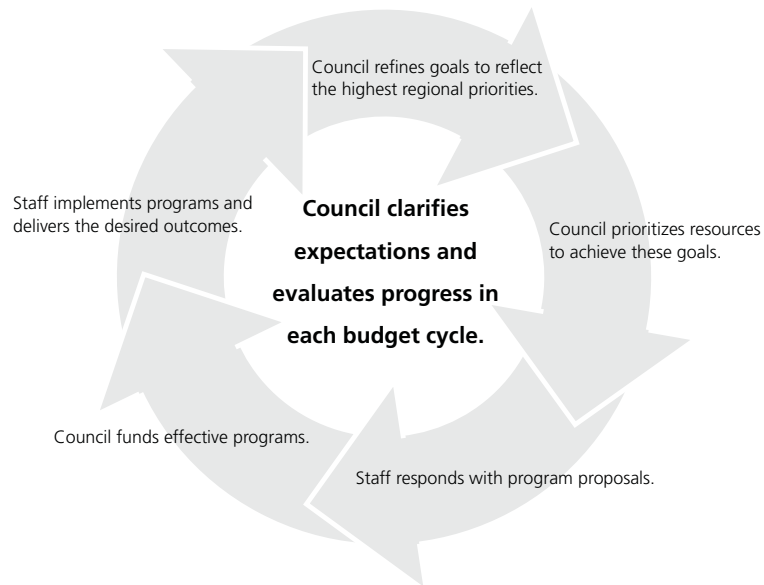 Council refines goals to reflect
the highest regional priorities.
Staff implements programs and
delivers the desired outcomes.
Council clarifies
expectations and
evaluates progress in
each budget cycle.
Council prioritizes resources
to achieve these goals.
Council funds effective programs.
Staff responds with program proposals.